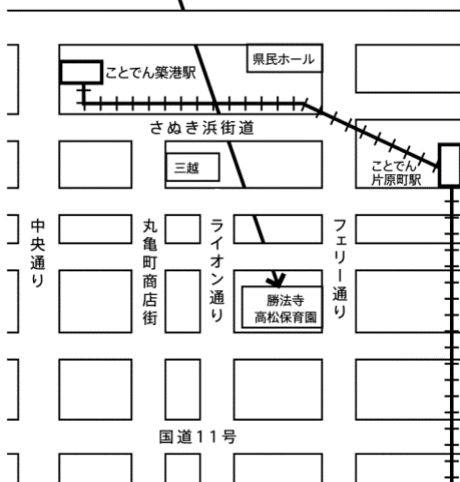 県民ホール
ことでん築港駅
さぬき浜街道
三越
ことでん
片原町駅
中央通り
丸亀町商店街
ライオン通り
フェリー通り
勝法寺
高松保育園
国道11号